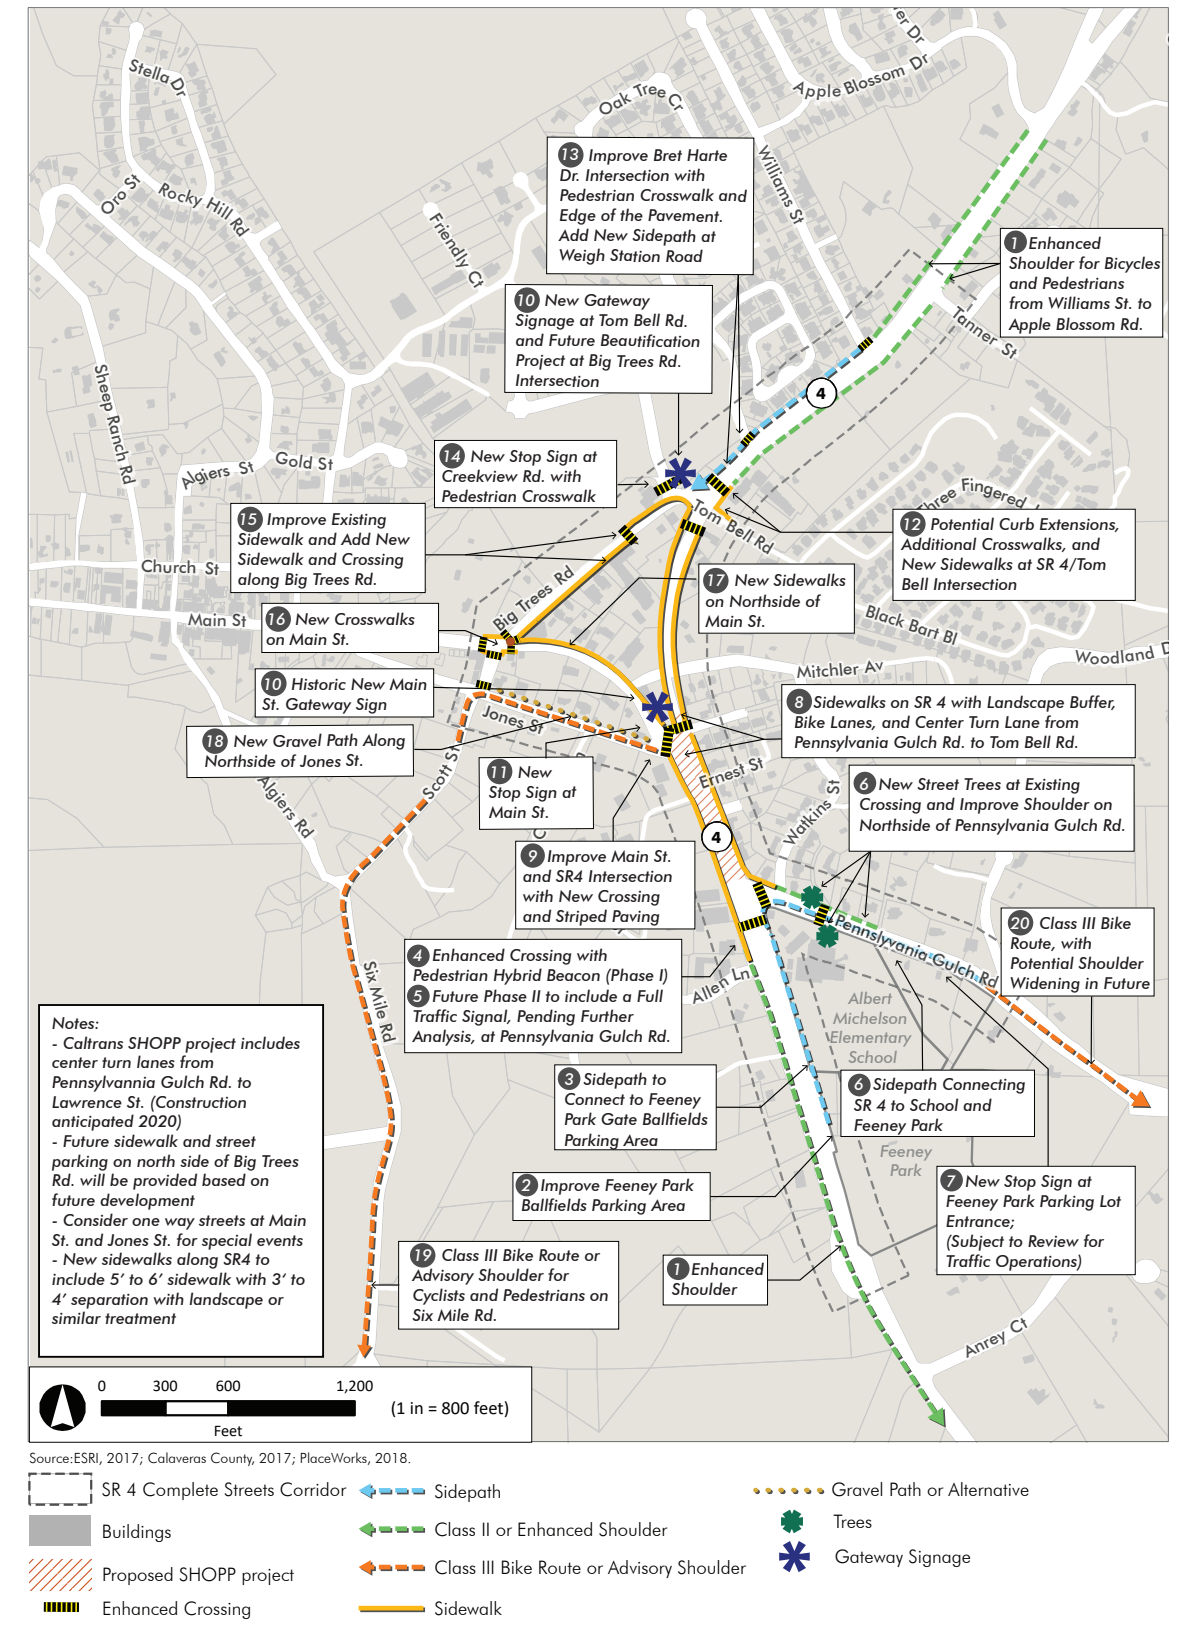 Stella Dr
Oro St
Rocky Hill Rd
Friendly Ct
Oak Tree Cr
Apple Blossom Dr
er Dr
Williams St
13 Improve Bret Harte
Dr. Intersection with
Pedestrian Crosswalk and
Edge of the Pavement.
Add New Sidepath at
Weigh Station Road
1 Enhanced
Shoulder for Bicycles
and Pedestrians
from Williams St. to
Apple Blossom Rd.
10 New Gateway
Signage at Tom Bell Rd.
and Future Beautification
Project at Big Trees Rd.
Intersection
Tanner St
4
Sheep Ranch Rd
Algiers St
Gold St
14 New Stop Sign at
Creekview Rd. with
Pedestrian Crosswalk
Three Fingered
Tom Bell Rd
15 Improve Existing
Sidewalk and Add New
Sidewalk and Crossing
along Big Trees Rd.
12 Potential Curb Extensions,
Additional Crosswalks, and
New Sidewalks at SR 4/Tom
Bell Intersection
Church St
Main St
Big Trees Rd
17 New Sidewalks
on Northside of
Main St.
16 New Crosswalks
on Main St.
Black Bart Bl
Mitchler Av
Woodland D
10 Historic New Main
St. Gateway Sign
Jones St
8 Sidewalks on SR 4 with Landscape Buffer,
Bike Lanes, and Center Turn Lane from
Pennsylvania Gulch Rd. to Tom Bell Rd.
18 New Gravel Path Along
Northside of Jones St.
Scott St
Algiers Rd
11 New
Stop Sign at
Main St.
Ernest St
Watkins St
6 New Street Trees at Existing
Crossing and Improve Shoulder on
Northside of Pennsylvania Gulch Rd.
4
9 Improve Main St.
and SR4 Intersection
with New Crossing
and Striped Paving
Pennslyvania Gulch Rd
20 Class III Bike
Route, with
Potential Shoulder
Widening in Future
4 Enhanced Crossing with
Pedestrian Hybrid Beacon (Phase I)
5 Future Phase II to include a Full
Traffic Signal, Pending Further
Analysis, at Pennsylvania Gulch Rd.
Allen Ln
Six Mile Rd
Albert
Michelson
Elementary
School
Notes:
- Caltrans SHOPP project includes
center turn lanes from
Pennsylvannia Gulch Rd. to
Lawrence St. (Construction
anticipated 2020)
- Future sidewalk and street
parking on north side of Big Trees
Rd. will be provided based on
future development
- Consider one way streets at Main
St. and Jones St. for special events
- New sidewalks along SR4 to
include 5’ to 6’ sidewalk with 3’ to
4’ separation with landscape or
similar treatment
3 Sidepath to
Connect to Feeney
Park Gate Ballfields
Parking Area
6 Sidepath Connecting
SR 4 to School and
Feeney Park
Feeney
Park
2 Improve Feeney Park
Ballfields Parking Area
7 New Stop Sign at
Feeney Park Parking Lot
Entrance;
(Subject to Review for
Traffic Operations)
19 Class III Bike Route or
Advisory Shoulder for
Cyclists and Pedestrians on
Six Mile Rd.
1 Enhanced
Shoulder
Anrey Ct
0 300 600 1,200
(1 in = 800 feet)
Feet
Source:ESRI, 2017; Calaveras County, 2017; PlaceWorks, 2018.
SR 4 Complete Streets Corridor
Buildings
Proposed SHOPP project
Enhanced Crossing
Sidepath
Class II or Enhanced Shoulder
Class III Bike Route or Advisory Shoulder
Sidewalk
Gravel Path or Alternative
Trees
Gateway Signage